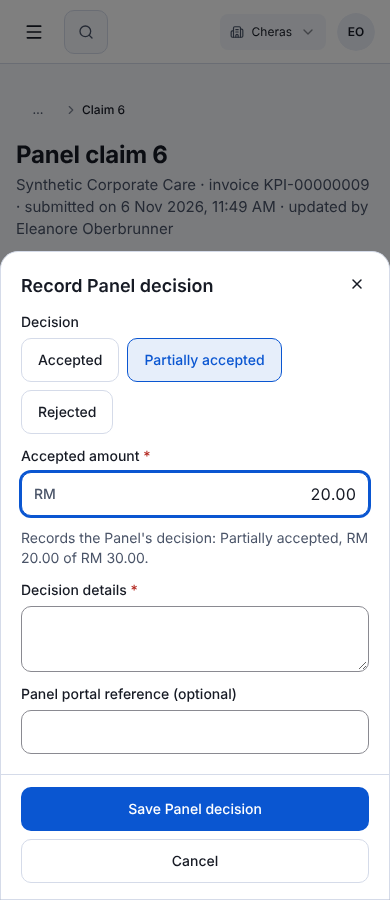 Cheras
EO
... > Claim 6
Panel claim 6
Synthetic Corporate Care · invoice KPI-00000009
· submitted on 6 Nov 2026, 11:49 AM · updated by
Eleanore Oberbrunner
Record Panel decision
Decision
Accepted
Partially accepted
Rejected
Accepted amount *
RM 20.00
Records the Panel's decision: Partially accepted, RM
20.00 of RM 30.00.
Decision details *
Panel portal reference (optional)
Save Panel decision
Cancel